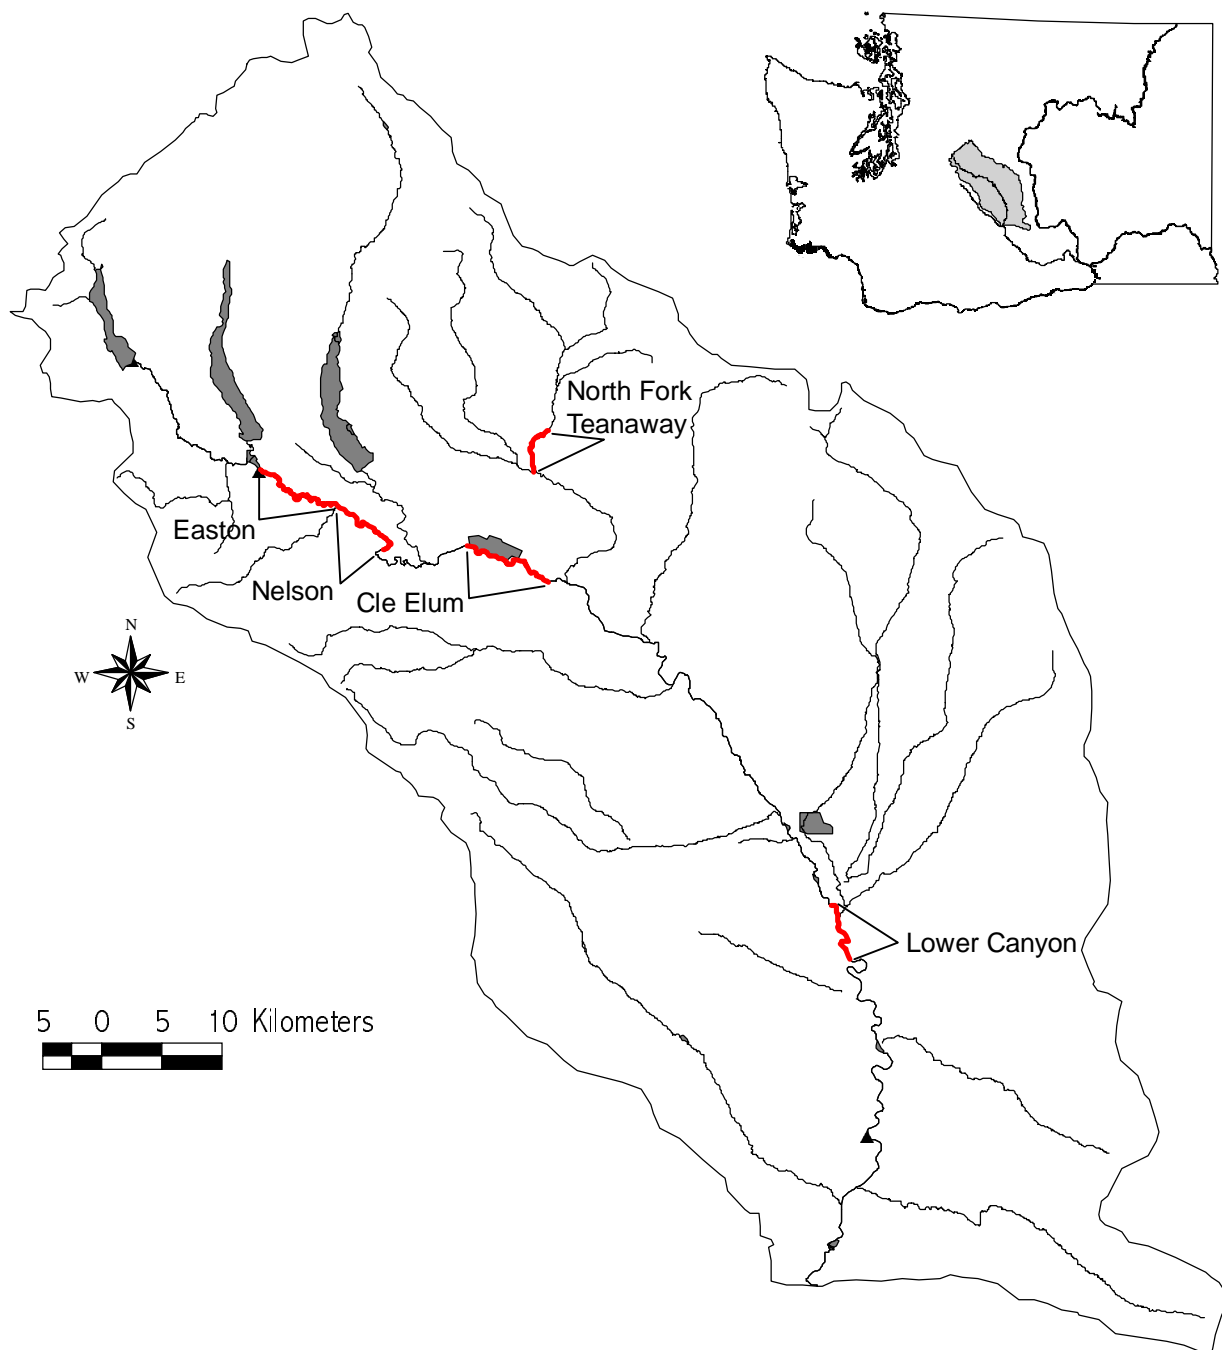 North Fork
Teanaway
Easton
Nelson
Cle Elum
N
W E
S
Lower Canyon
5 0 5 10 Kilometers